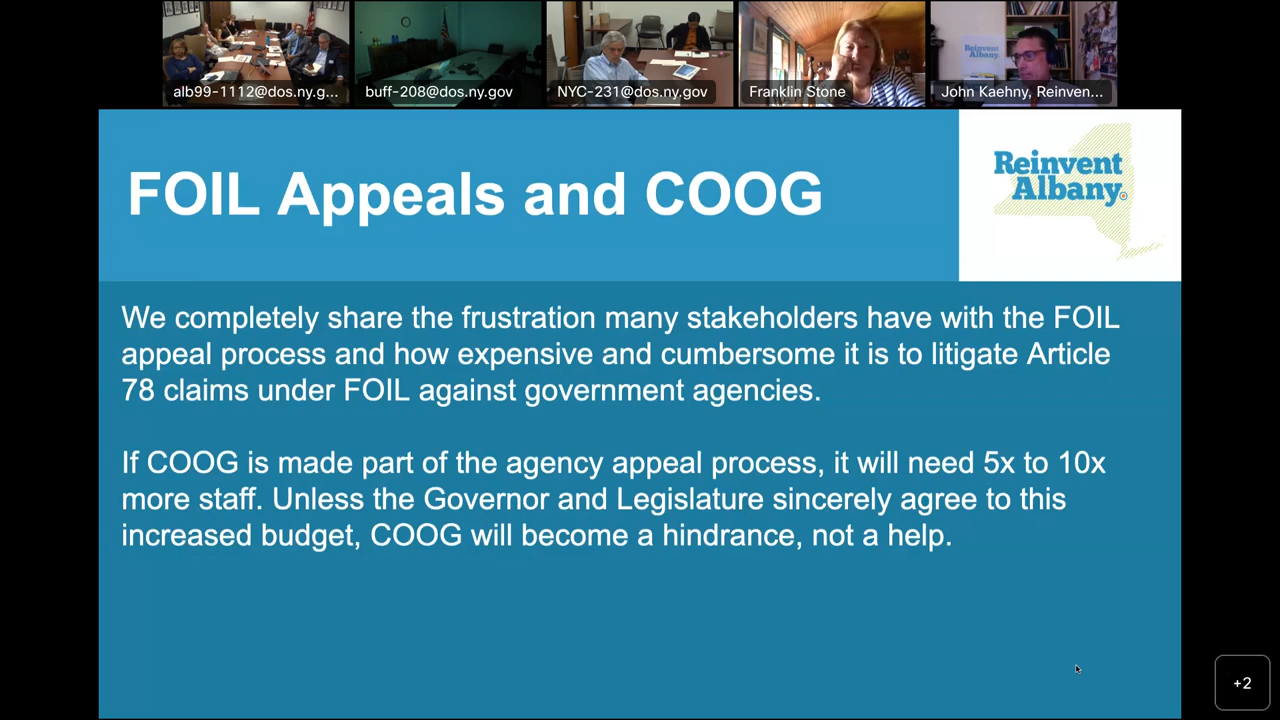 alb99-1112@dos.ny.g...
buff-208@dos.ny.gov
NYC-231@dos.ny.gov
Franklin Stone
John Kaehny, Reinven...
FOIL Appeals and COOG
Reinvent
Albany
We completely share the frustration many stakeholders have with the FOIL
appeal process and how expensive and cumbersome it is to litigate Article
78 claims under FOIL against government agencies.
If COOG is made part of the agency appeal process, it will need 5x to 10x
more staff. Unless the Governor and Legislature sincerely agree to this
increased budget, COOG will become a hindrance, not a help.
+2